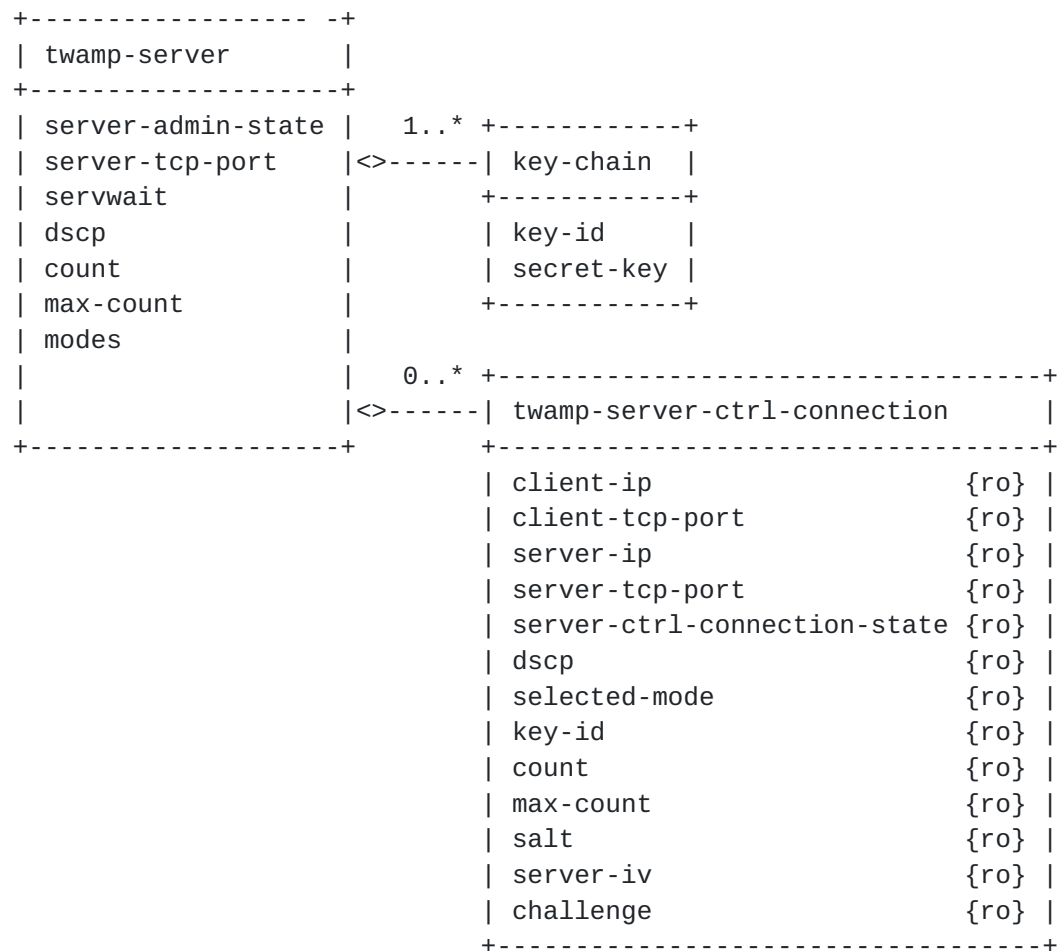 +------------------ -+
| twamp-server       |
+--------------------+
| server-admin-state |   1..* +------------+
| server-tcp-port    |<>------| key-chain  |
| servwait           |        +------------+
| dscp               |        | key-id     |
| count              |        | secret-key |
| max-count          |        +------------+
| modes              |
|                    |   0..* +-----------------------------------+
|                    |<>------| twamp-server-ctrl-connection      |
+--------------------+        +-----------------------------------+
                              | client-ip                    {ro} |
                              | client-tcp-port              {ro} |
                              | server-ip                    {ro} |
                              | server-tcp-port              {ro} |
                              | server-ctrl-connection-state {ro} |
                              | dscp                         {ro} |
                              | selected-mode                {ro} |
                              | key-id                       {ro} |
                              | count                        {ro} |
                              | max-count                    {ro} |
                              | salt                         {ro} |
                              | server-iv                    {ro} |
                              | challenge                    {ro} |
                              +-----------------------------------+